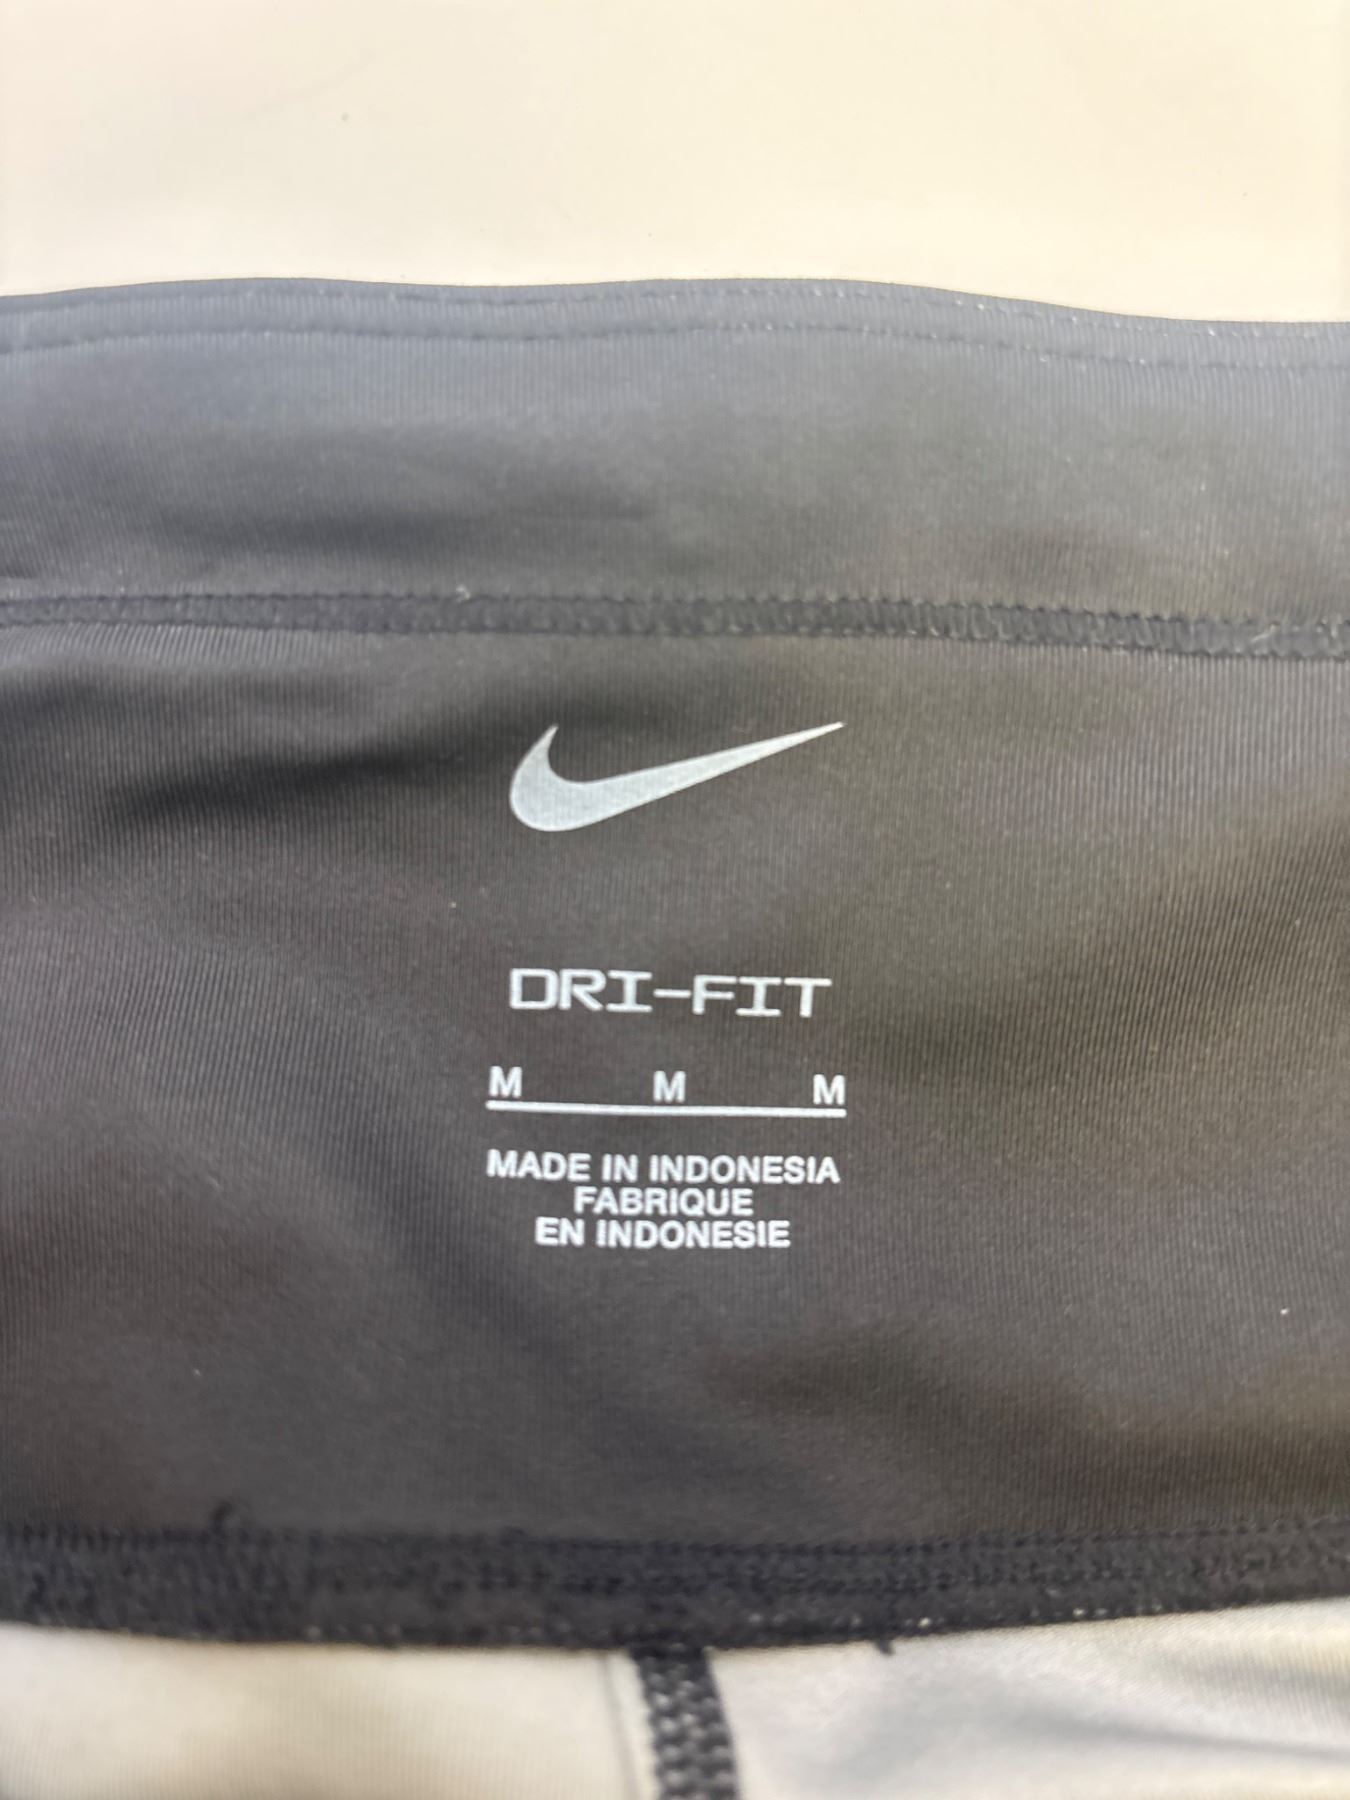 DRI-FIT
M M M
MADE IN INDONESIA
FABRIQUE
EN INDONESIE